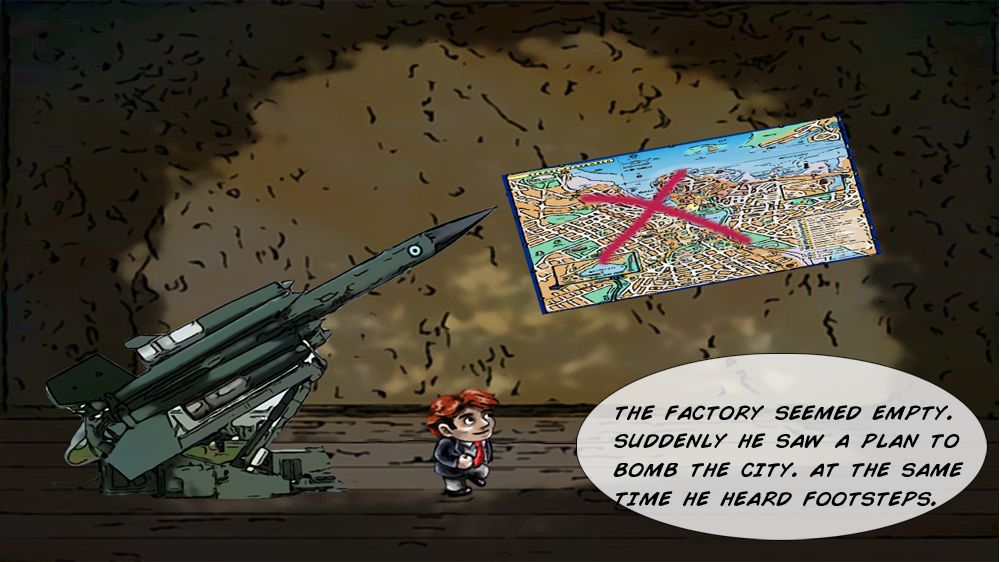 THE FACTORY SEEMED EMPTY.
SUDDENLY HE SAW A PLAN TO
BOMB THE CITY. AT THE SAME
TIME HE HEARD FOOTSTEPS.